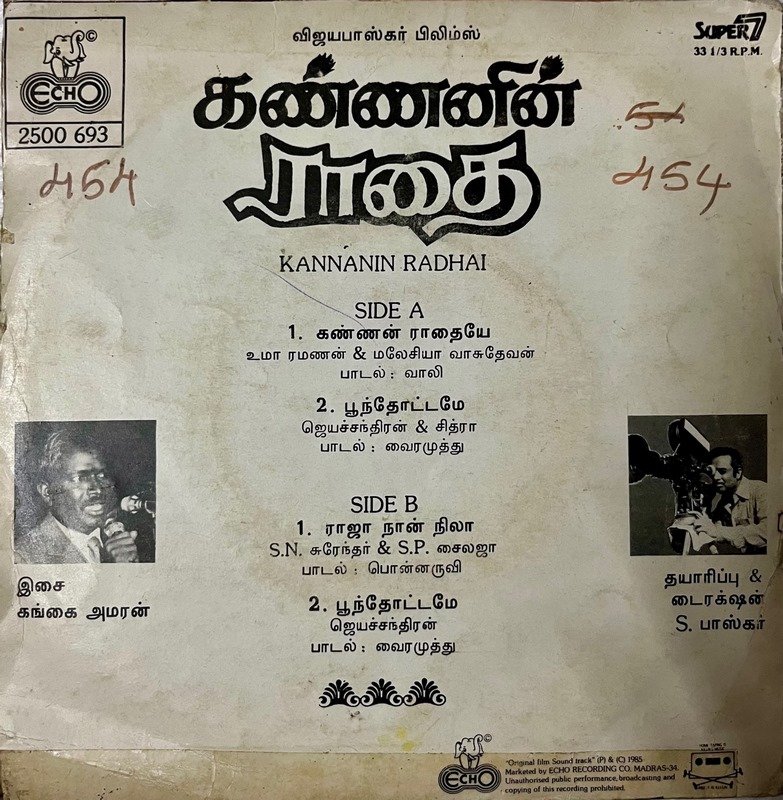 விஜயபாஸ்கர் பிலிம்ஸ்
SUPER 7
33 1/3 R.P.M.
©
ECHO
2500 693
கண்ணனின்
ராதை
54
454
454
KANNANIN RADHAI
SIDE A
1. கண்ணன் ராதையே
உமா ரமணன் & மலேசியா வாசுதேவன்
பாடல் : வாலி
2. பூந்தோட்டமே
ஜெயச்சந்திரன் & சித்ரா
பாடல் : வைரமுத்து
SIDE B
1. ராஜா நான் நிலா
S.N. சுரேந்தர் & S.P. சைலஜா
பாடல் : பொன்னருவி
2. பூந்தோட்டமே
ஜெயச்சந்திரன்
பாடல் : வைரமுத்து
இசை
கங்கை அமரன்
தயாரிப்பு &
டைரக்ஷன்
S. பாஸ்கர்
©
ECHO
"Original film Sound track" (P) & (C) 1985
Marketed by ECHO RECORDING CO. MADRAS-34.
Unauthorised public performance, broadcasting and
copying of this recording prohibited.